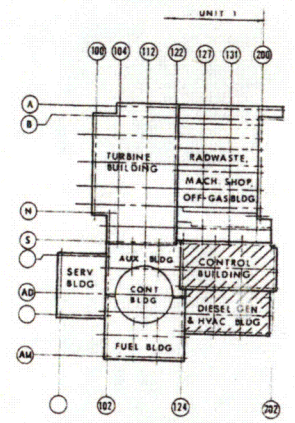 UNIT 1
100 104 112 122 127 131 200
A
B
TURBINE
BUILDING
RADWASTE,
MACH. SHOP,
OFF-GAS BLDG
N
S
AUX BLDG
CONTROL
BUILDING
SERV
BLDG
CONT
BLDG
AD
DIESEL GEN
& HVAC BLDG
FUEL BLDG
AM
102 124 202